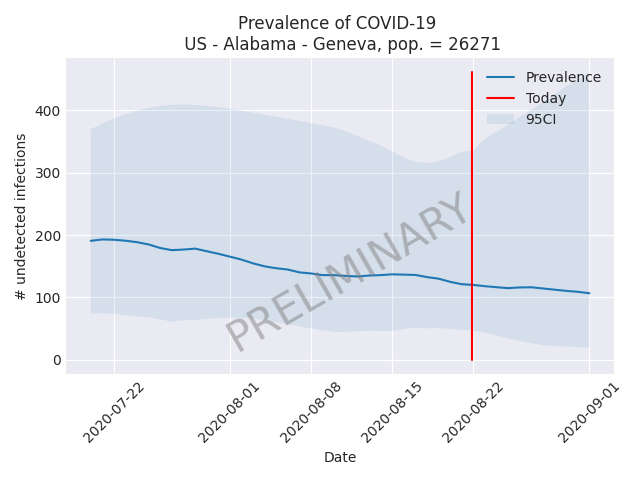 Prevalence of COVID-19
US - Alabama - Geneva, pop. = 26271
Prevalence
Today
95CI
# undetected infections
400
300
200
100
0
PRELIMINARY
2020-07-22
2020-08-01
2020-08-08
2020-08-15
2020-08-22
2020-09-01
Date